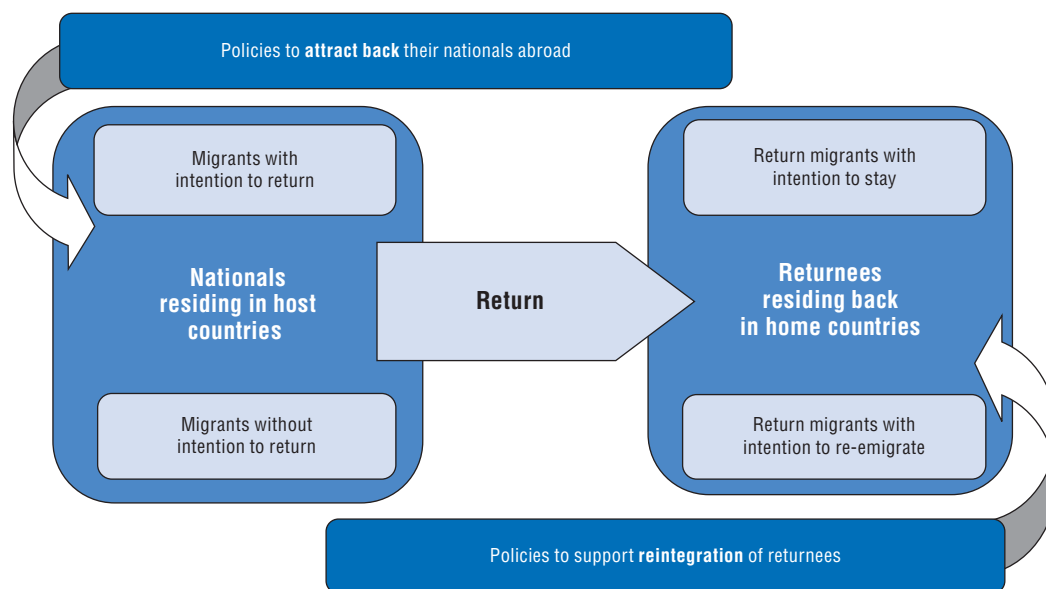 Policies to attract back their nationals abroad
Migrants with
intention to return
Nationals
residing in host
countries
Migrants without
intention to return
Return
Return migrants with
intention to stay
Returnees
residing back
in home countries
Return migrants with
intention to re-emigrate
Policies to support reintegration of returnees